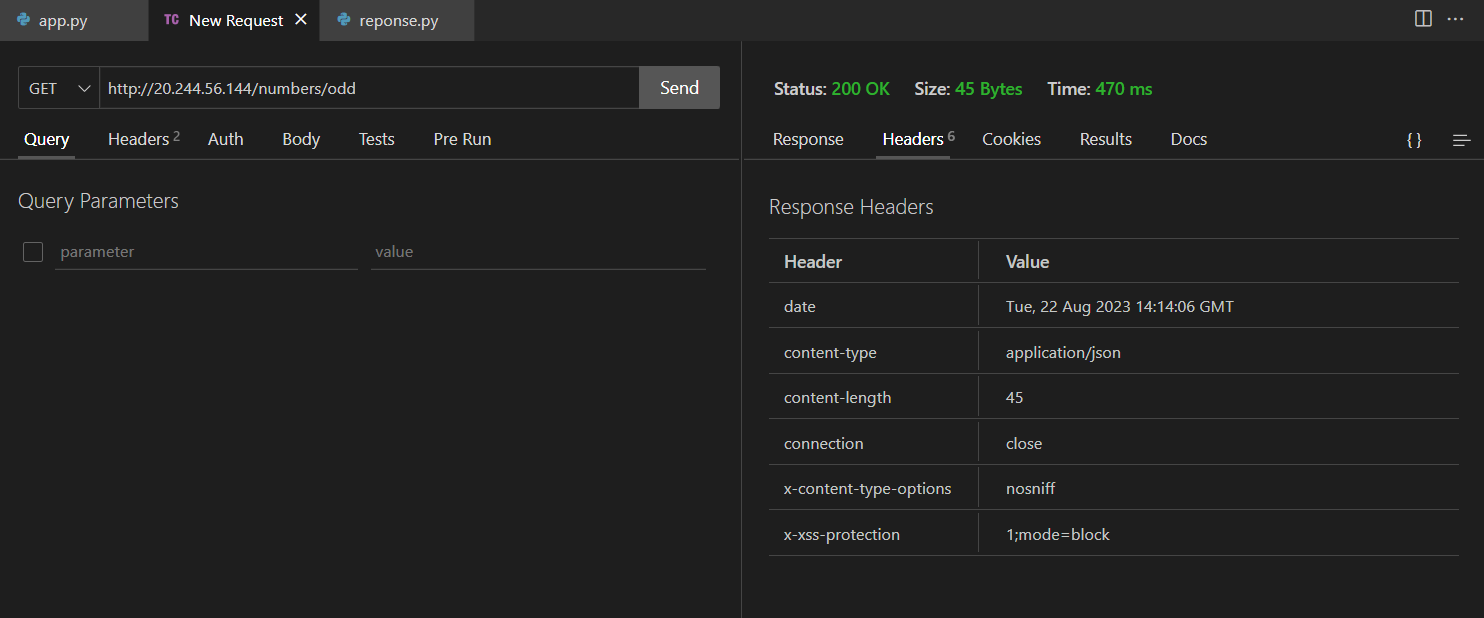 app.py
TC New Request
reponse.py
GET http://20.244.56.144/numbers/odd Send
Query Headers 2 Auth Body Tests Pre Run
Query Parameters
parameter value
Status: 200 OK Size: 45 Bytes Time: 470 ms
Response Headers 6 Cookies Results Docs {}
Response Headers
Header Value
date Tue, 22 Aug 2023 14:14:06 GMT
content-type application/json
content-length 45
connection close
x-content-type-options nosniff
x-xss-protection 1;mode=block